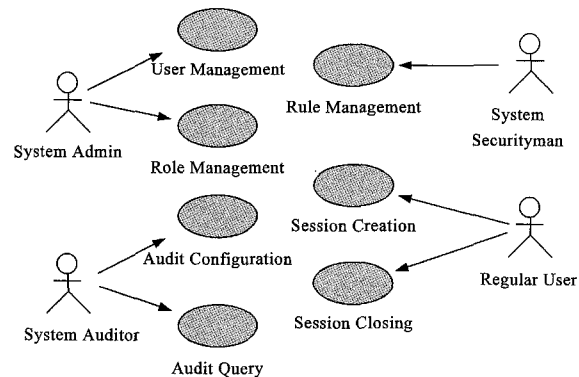 User Management
Rule Management
System
Securityman
System Admin
Role Management
Session Creation
Audit Configuration
Regular User
System Auditor
Session Closing
Audit Query